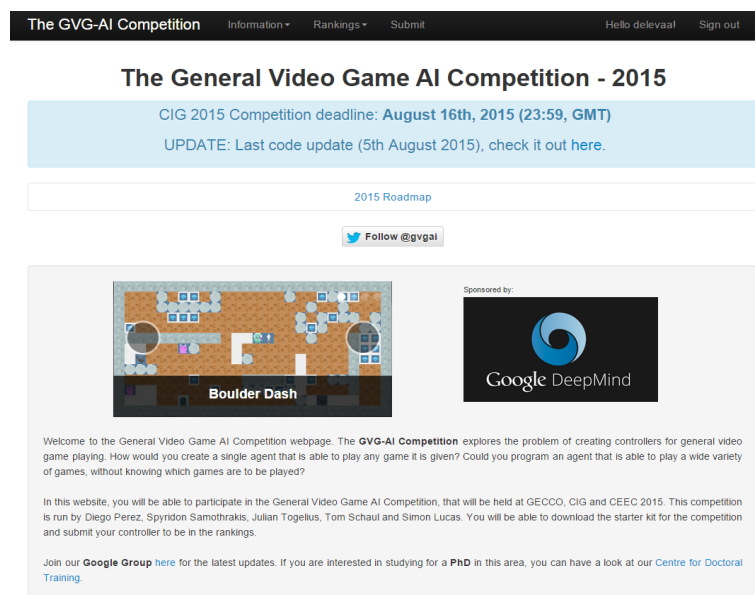 The GVG-AI Competition Information Rankings Submit Hello delevaal Sign out
The General Video Game AI Competition - 2015
CIG 2015 Competition deadline: August 16th, 2015 (23:59, GMT)
UPDATE: Last code update (5th August 2015), check it out here.
2015 Roadmap
Follow @gvgai
Sponsored by:
Google DeepMind
Boulder Dash
Welcome to the General Video Game AI Competition webpage. The GVG-AI Competition explores the problem of creating controllers for general video
game playing. How would you create a single agent that is able to play any game it is given? Could you program an agent that is able to play a wide variety
of games, without knowing which games are to be played?
In this website, you will be able to participate in the General Video Game AI Competition, that will be held at GECCO, CIG and CEEC 2015. This competition
is run by Diego Perez, Spyridon Samothrakis, Julian Togelius, Tom Schaul and Simon Lucas. You will be able to download the starter kit for the competition
and submit your controller to be in the rankings.
Join our Google Group here for the latest updates. If you are interested in studying for a PhD in this area, you can have a look at our Centre for Doctoral
Training.